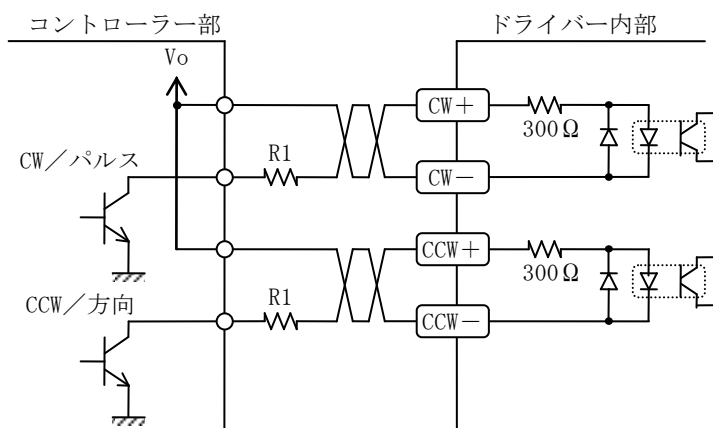 コントローラー部
ドライバー内部
Vo
CW+
300Ω
CW／パルス
R1
CW−
CCW+
300Ω
CCW／方向
R1
CCW−